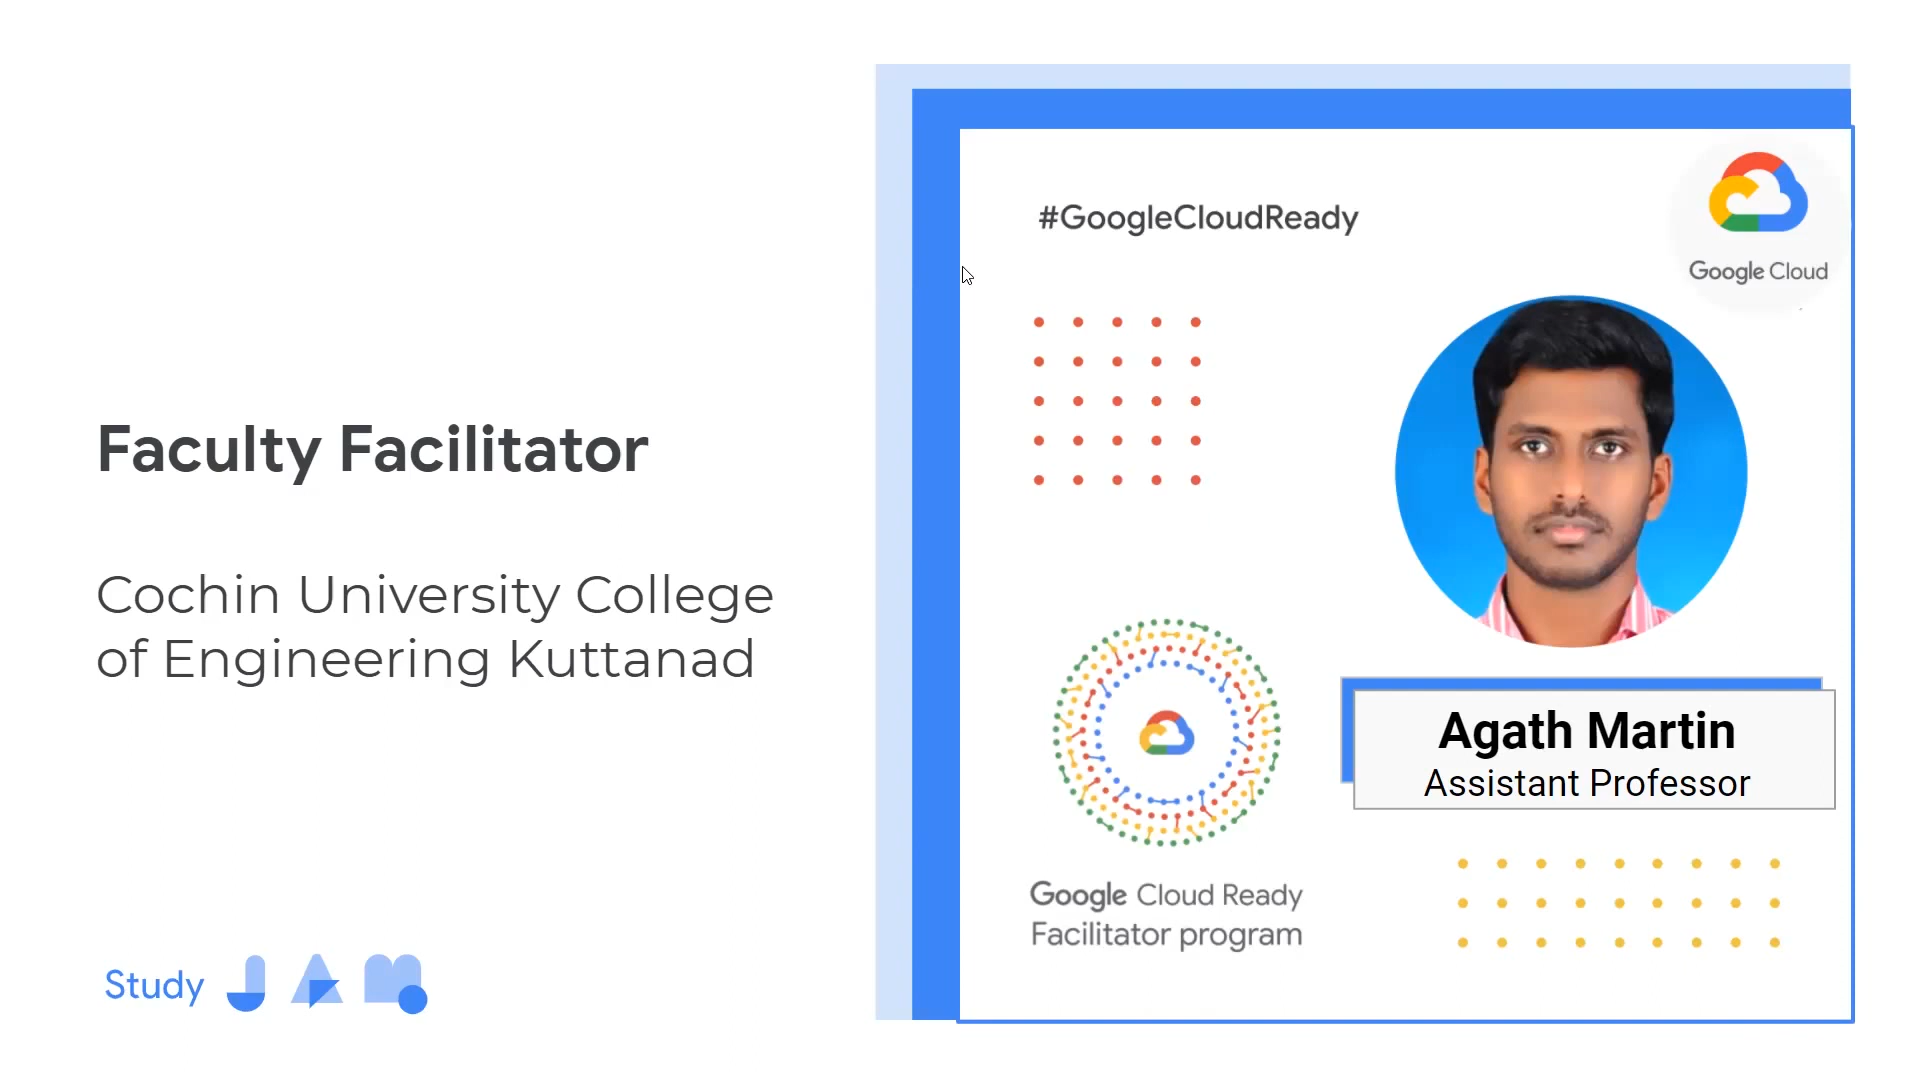 Faculty Facilitator
Cochin University College
of Engineering Kuttanad
Study JAM
#GoogleCloudReady
Google Cloud
Agath Martin
Assistant Professor
Google Cloud Ready
Facilitator program